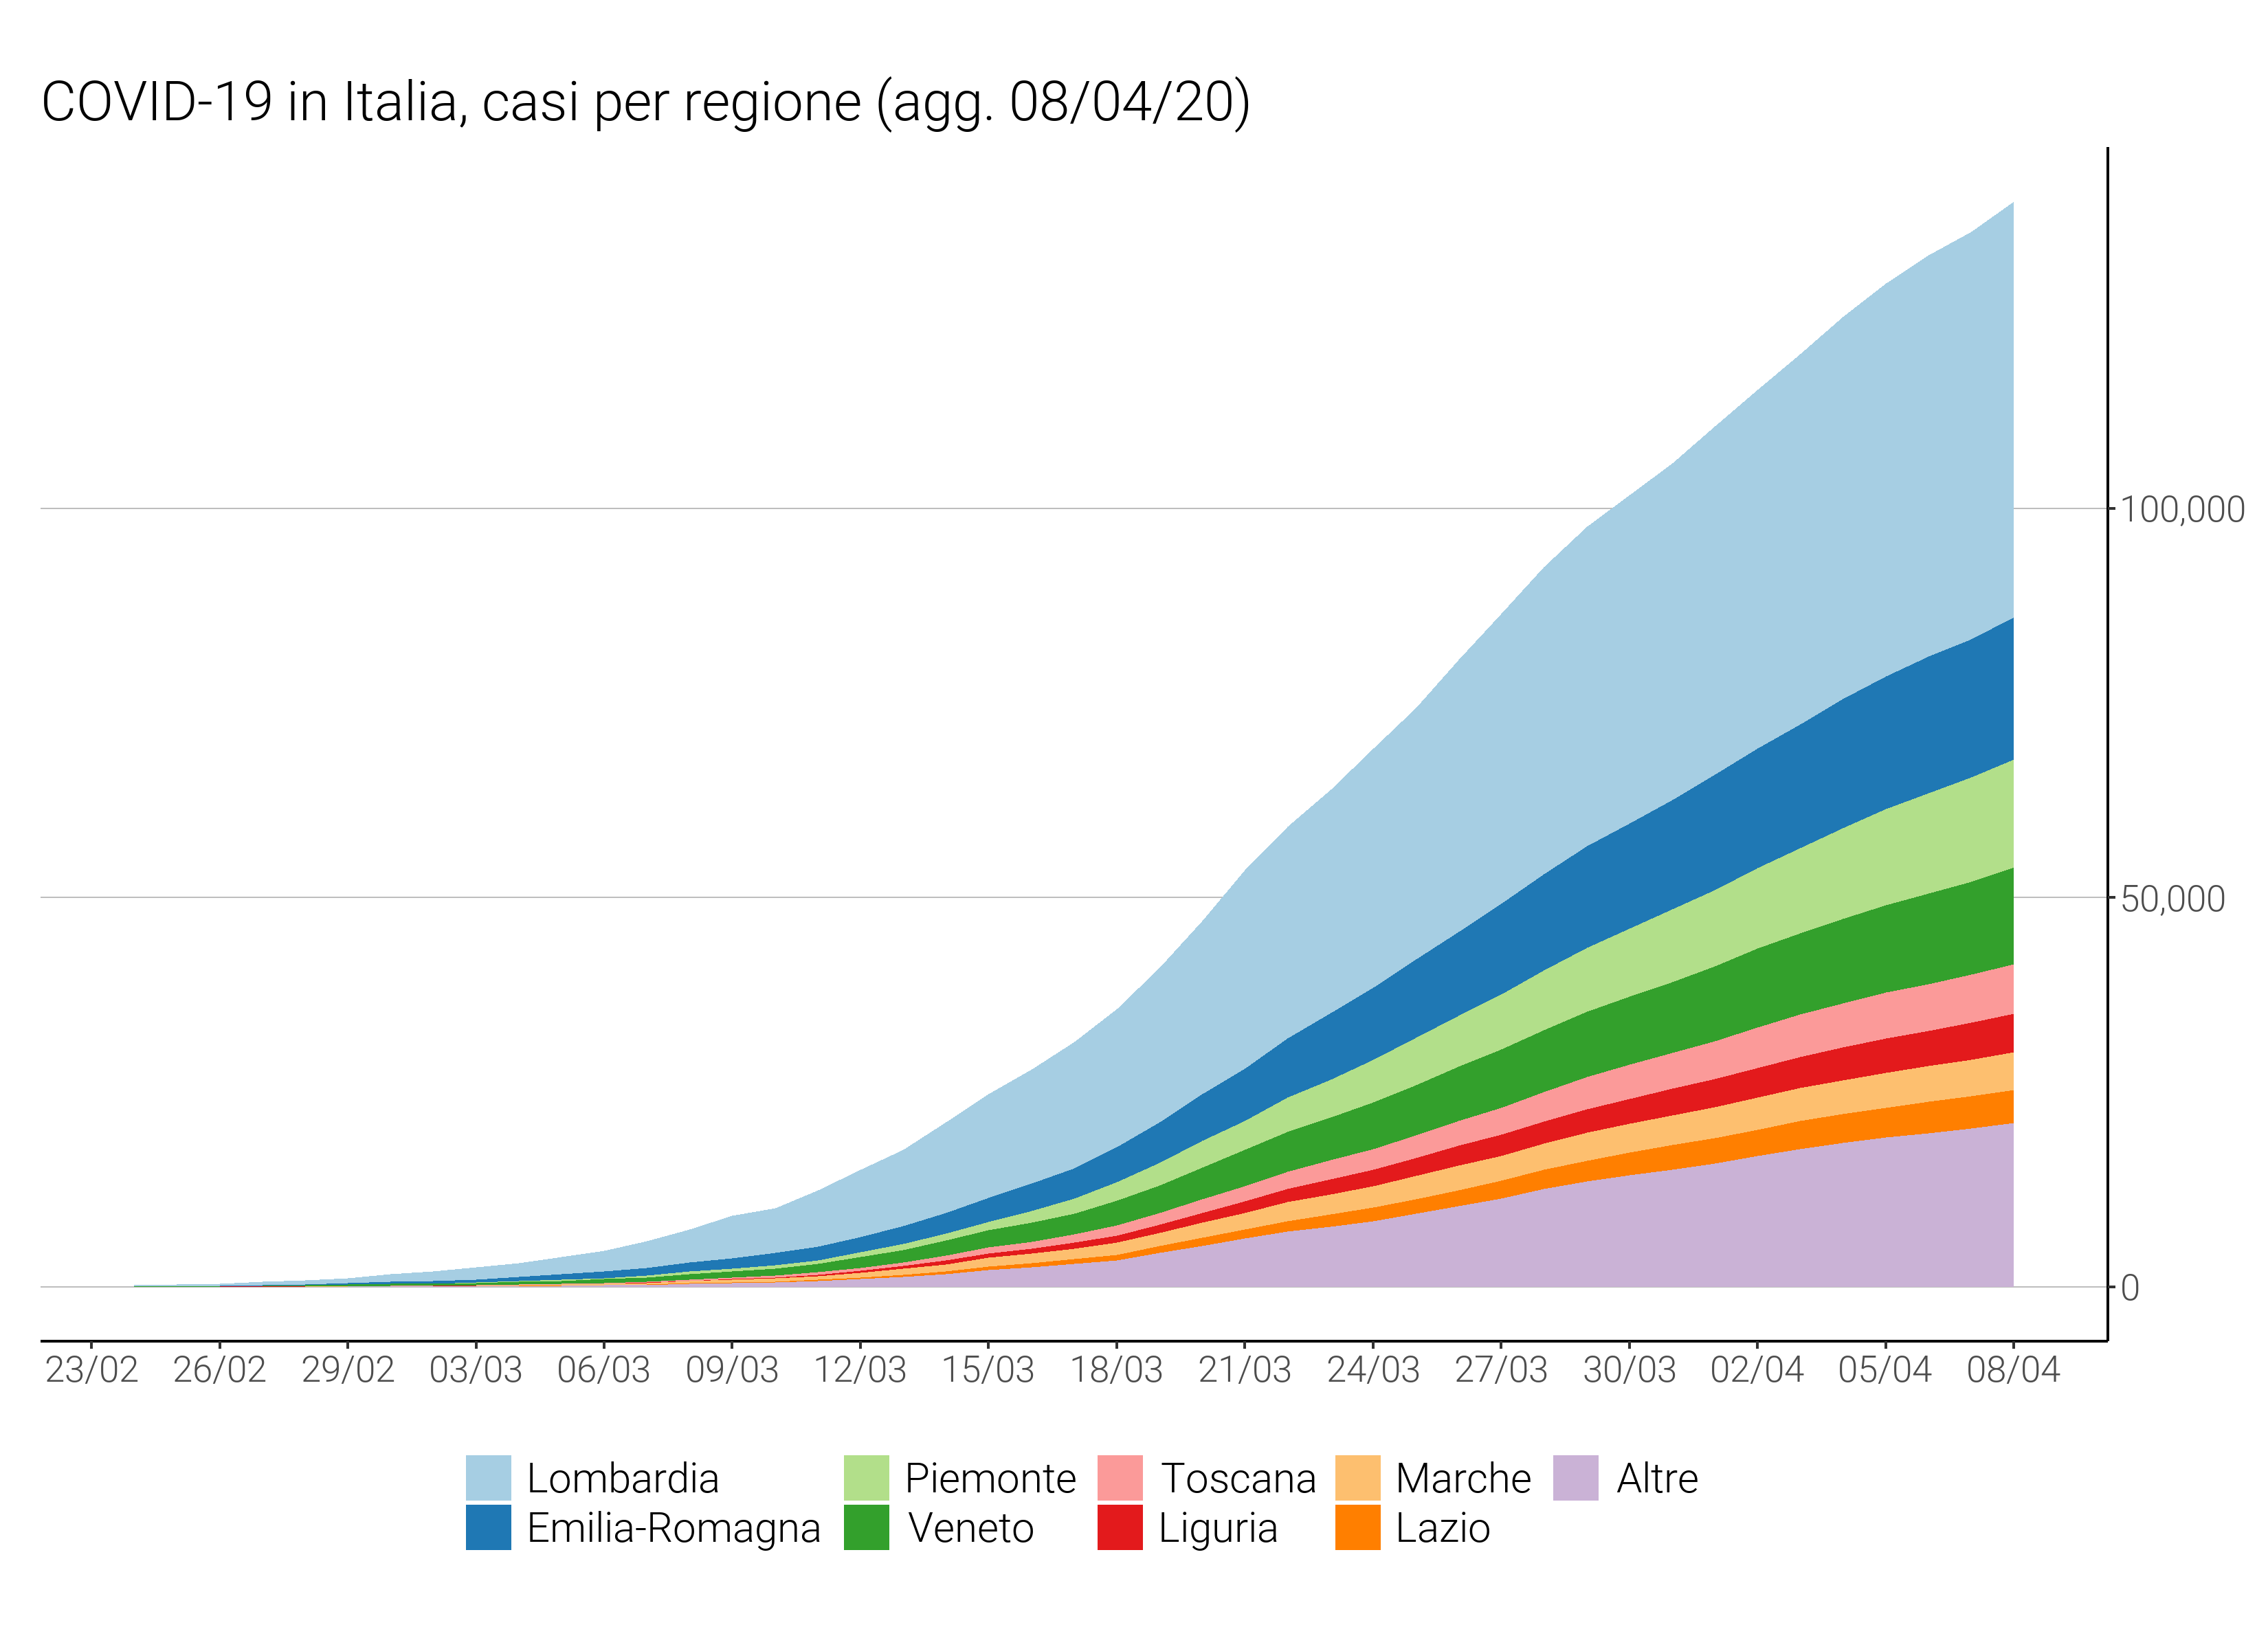 COVID-19 in Italia, casi per regione (agg. 08/04/20)
100,000
50,000
0
23/02 26/02 29/02 03/03 06/03 09/03 12/03 15/03 18/03 21/03 24/03 27/03 30/03 02/04 05/04 08/04
Lombardia Piemonte Toscana Marche Altre
Emilia-Romagna Veneto Liguria Lazio